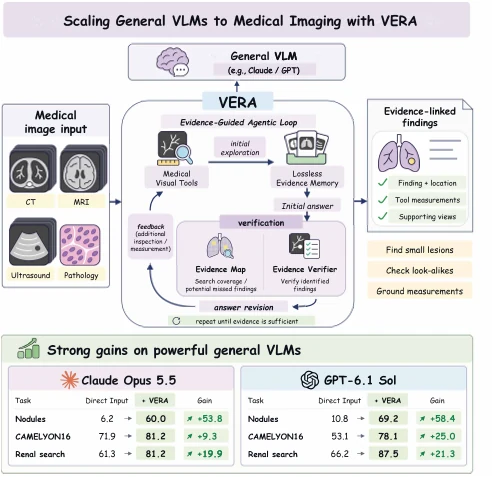 Scaling General VLMs to Medical Imaging with VERA
General VLM
(e.g., Claude / GPT)
Medical
image input
CT
MRI
Ultrasound
Pathology
VERA
Evidence-Guided Agentic Loop
initial
exploration
Medical
Visual Tools
Lossless
Evidence Memory
Initial answer
feedback
(additional
inspection /
measurement)
verification
Evidence Map
Search coverage /
potential missed findings
Evidence Verifier
Verify identified
findings
answer revision
repeat until evidence is sufficient
Evidence-linked
findings
Finding + location
Tool measurements
Supporting views
Find small lesions
Check look-alikes
Ground measurements
Strong gains on powerful general VLMs
Claude Opus 5.5
Task Direct Input + VERA Gain
Nodules 6.2 → 60.0 +53.8
CAMELYON16 71.9 → 81.2 +9.3
Renal search 61.3 → 81.2 +19.9
GPT-6.1 Sol
Task Direct Input + VERA Gain
Nodules 10.8 → 69.2 +58.4
CAMELYON16 53.1 → 78.1 +25.0
Renal search 66.2 → 87.5 +21.3